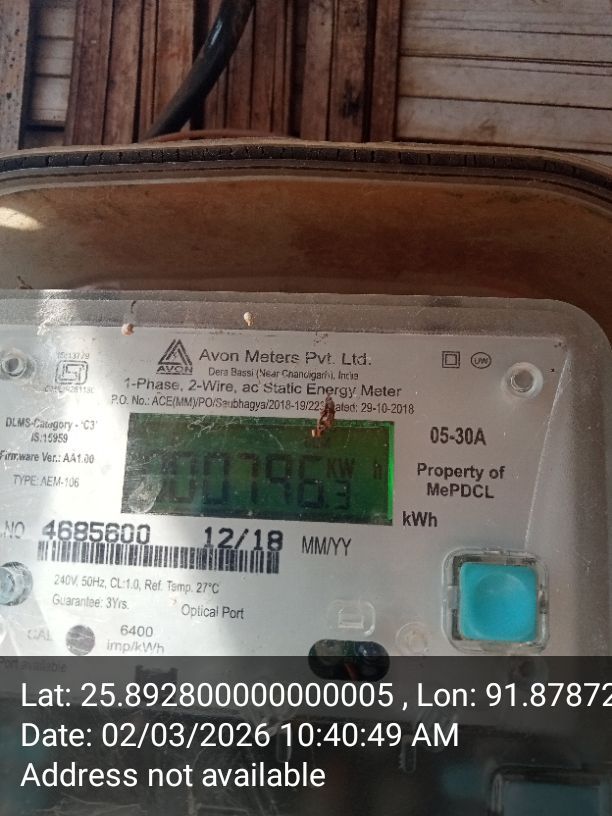 Avon Meters Pvt. Ltd.
AVON
Dera Bassi (Near Chandigarh), India
UW
1-Phase, 2-Wire, ac Static Energy Meter
P.O. No.: ACE(MM)/PO/Saubhagya/2018-19/223 Dated: 29-10-2018
DLMS-Category - 'C3'
IS:15959
Firmware Ver.: AA1.00
TYPE: AEM-106
000796.3 KW h
05-30A
Property of
MePDCL
kWh
.NO 4685600 12/18 MM/YY
240V, 50Hz, CL:1.0, Ref. Temp. 27°C
Guarantee: 3Yrs.
Optical Port
CAL
6400
imp/kWh
Port available
Lat: 25.892800000000005 , Lon: 91.87872
Date: 02/03/2026 10:40:49 AM
Address not available